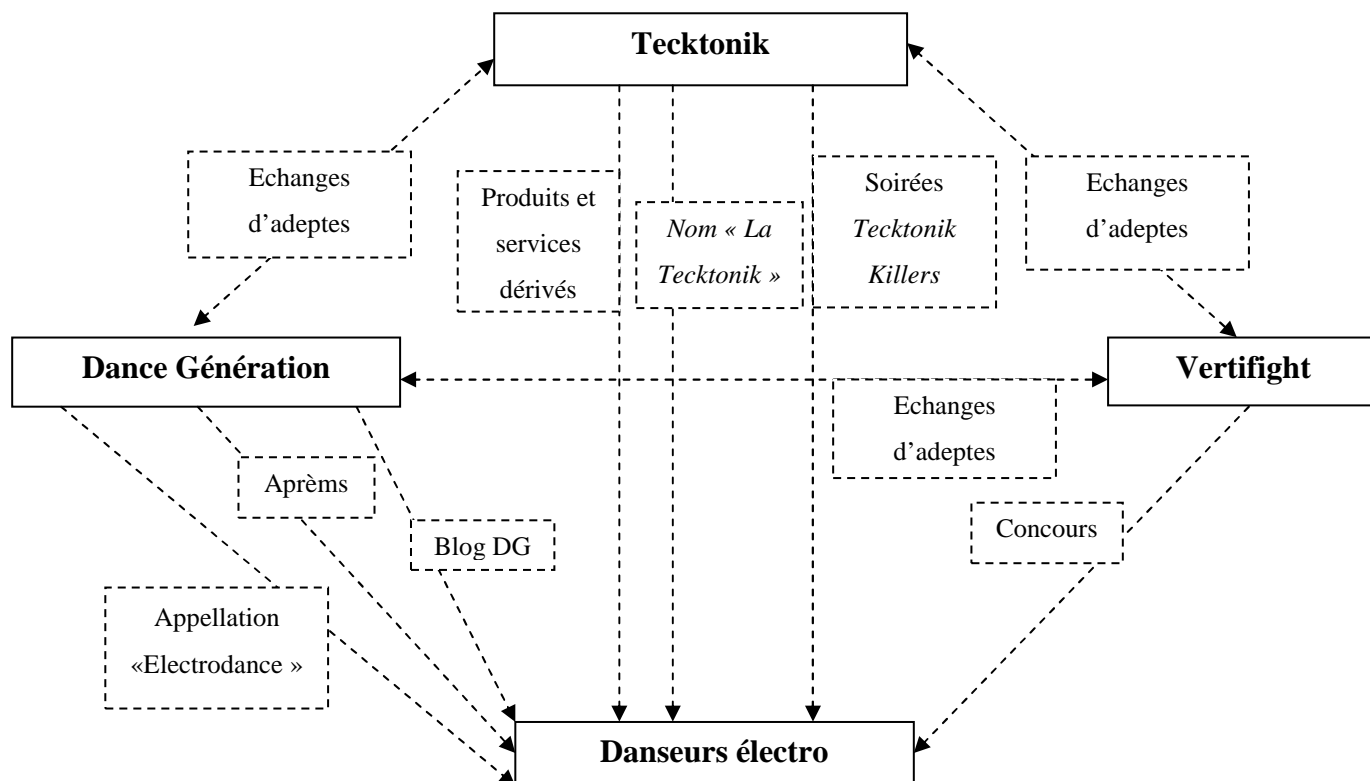 Tecktonik
Echanges
d’adeptes
Produits et
services
dérivés
Nom « La
Tecktonik »
Soirées
Tecktonik
Killers
Echanges
d’adeptes
Dance Génération
Vertifight
Echanges
d’adeptes
Aprèms
Blog DG
Concours
Appellation
«Electrodance »
Danseurs électro